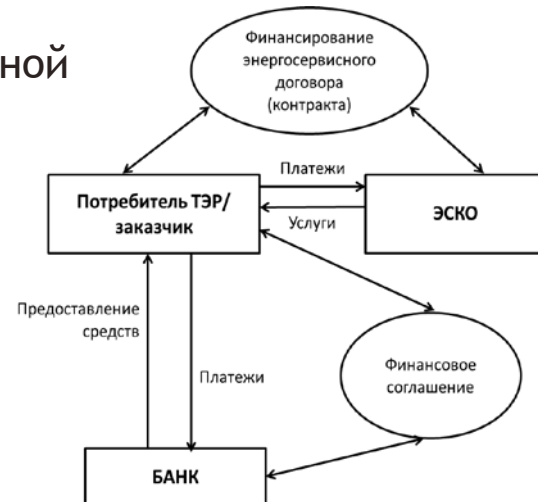 ной
Финансирование
энергосервисного
договора
(контракта)
Платежи
Потребитель ТЭР/
заказчик
ЭСКО
Услуги
Предоставление
средств
Платежи
Финансовое
соглашение
БАНК